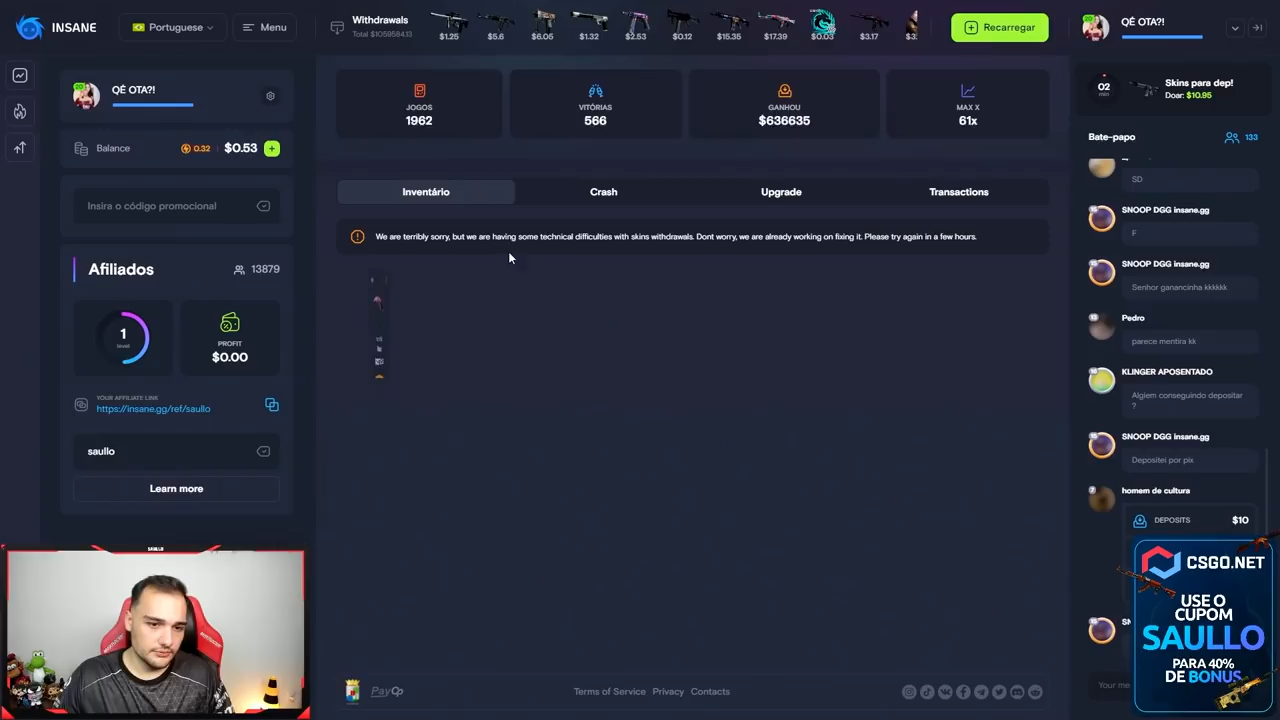 INSANE
Portuguese
Menu
Withdrawals
Total $1059584.13
$1.25
$5.6
$6.05
$1.32
$2.53
$0.12
$15.35
$17.39
$0.03
$3.17
Recarregar
QÉ OTA?!
QÉ OTA?!
Balance
0.32
$0.53
Insira o código promocional
Afiliados
13879
1
level
PROFIT
$0.00
YOUR AFFILIATE LINK
https://insane.gg/ref/saullo
saullo
Learn more
JOGOS
1962
VITÓRIAS
566
GANHOU
$636635
MAX X
61x
Inventário
Crash
Upgrade
Transactions
We are terribly sorry, but we are having some technical difficulties with skins withdrawals. Dont worry, we are already working on fixing it. Please try again in a few hours.
PayOp
Terms of Service
Privacy
Contacts
02
min
Skins para dep!
Doar: $10.95
Bate-papo
133
SD
SNOOP DGG insane.gg
F
SNOOP DGG insane.gg
Senhor ganancinha kkkkkk
Pedro
parece mentira kk
KLINGER APOSENTADO
Algiem conseguindo depositar
?
SNOOP DGG insane.gg
Depositei por pix
homem de cultura
DEPOSITS
$10
Your me
SAULLO
CSGO.NET
USE O
CUPOM
SAULLO
PARA 40%
DE BONUS